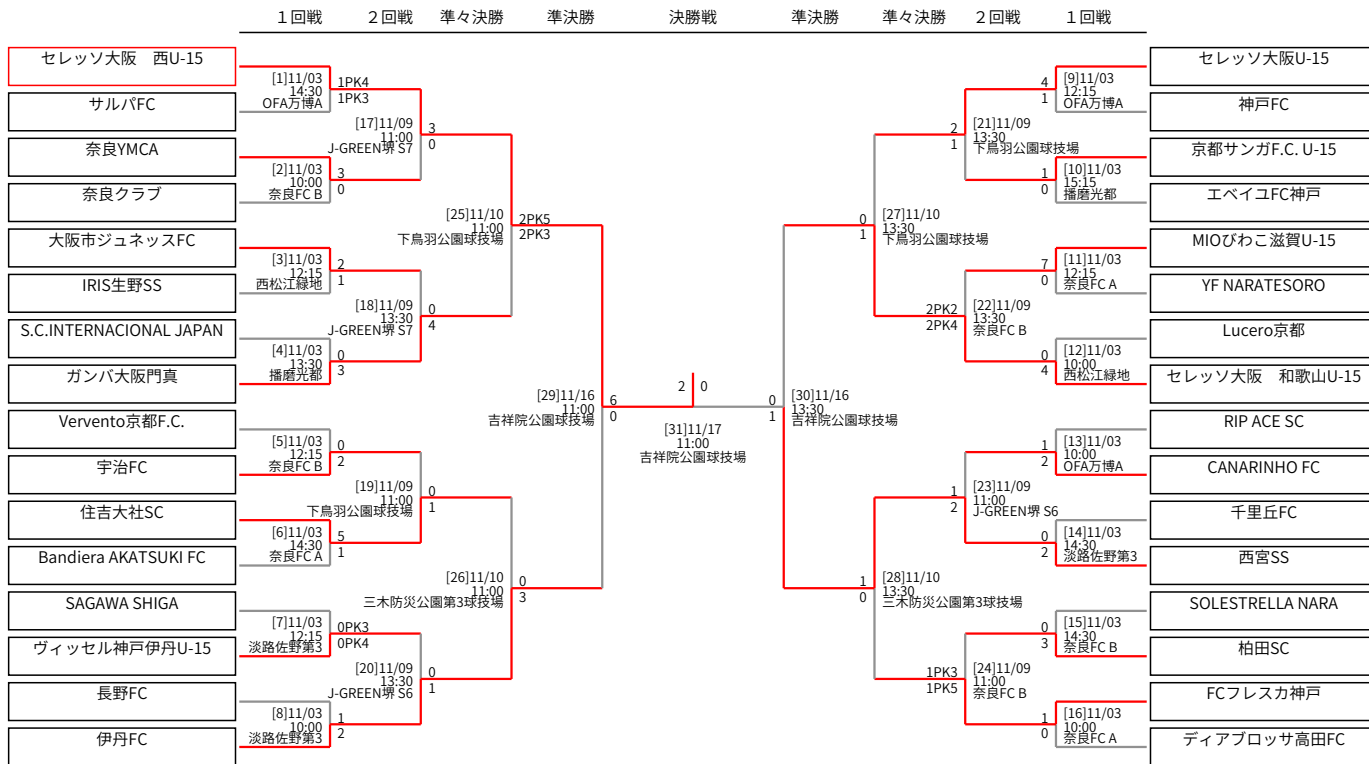 １回戦 ２回戦 準々決勝 準決勝 決勝戦 準決勝 準々決勝 ２回戦 １回戦
セレッソ大阪　西U-15
サルパFC
奈良YMCA
奈良クラブ
大阪市ジュネッスFC
IRIS生野SS
S.C.INTERNACIONAL JAPAN
ガンバ大阪門真
Vervento京都F.C.
宇治FC
住吉大社SC
Bandiera AKATSUKI FC
SAGAWA SHIGA
ヴィッセル神戸伊丹U-15
長野FC
伊丹FC
[1]11/03
14:30
OFA万博A
1PK4
1PK3
[2]11/03
10:00
奈良FC B
3
0
[3]11/03
12:15
西松江緑地
2
1
[4]11/03
13:30
播磨光都
0
3
[5]11/03
12:15
奈良FC B
0
2
[6]11/03
14:30
奈良FC A
5
1
[7]11/03
12:15
淡路佐野第3
0PK3
0PK4
[8]11/03
10:00
淡路佐野第3
1
2
[17]11/09
11:00
J-GREEN堺 S7
3
0
[18]11/09
13:30
J-GREEN堺 S7
0
4
[19]11/09
11:00
下鳥羽公園球技場
0
1
[20]11/09
13:30
J-GREEN堺 S6
0
1
[25]11/10
11:00
下鳥羽公園球技場
2PK5
2PK3
[26]11/10
11:00
三木防災公園第3球技場
0
3
[29]11/16
11:00
吉祥院公園球技場
6
0
2 0
[31]11/17
11:00
吉祥院公園球技場
0
1
[30]11/16
13:30
吉祥院公園球技場
0
1
[27]11/10
13:30
下鳥羽公園球技場
1
0
[28]11/10
13:30
三木防災公園第3球技場
2
1
[21]11/09
13:30
下鳥羽公園球技場
2PK2
2PK4
[22]11/09
13:30
奈良FC B
1
2
[23]11/09
11:00
J-GREEN堺 S6
1PK3
1PK5
[24]11/09
11:00
奈良FC B
4
1
[9]11/03
12:15
OFA万博A
1
0
[10]11/03
15:15
播磨光都
7
0
[11]11/03
12:15
奈良FC A
0
4
[12]11/03
10:00
西松江緑地
1
2
[13]11/03
10:00
OFA万博A
0
2
[14]11/03
14:30
淡路佐野第3
0
3
[15]11/03
14:30
奈良FC B
1
0
[16]11/03
10:00
奈良FC A
セレッソ大阪U-15
神戸FC
京都サンガF.C. U-15
エベイユFC神戸
MIOびわこ滋賀U-15
YF NARATESORO
Lucero京都
セレッソ大阪　和歌山U-15
RIP ACE SC
CANARINHO FC
千里丘FC
西宮SS
SOLESTRELLA NARA
柏田SC
FCフレスカ神戸
ディアブロッサ高田FC